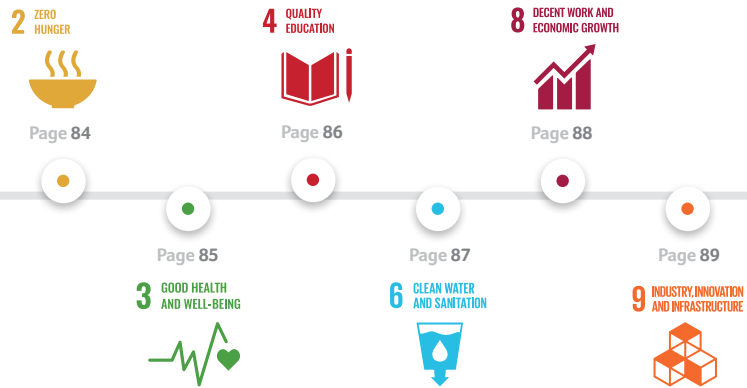 2 ZERO
HUNGER
Page 84
4 QUALITY
EDUCATION
Page 86
8 DECENT WORK AND
ECONOMIC GROWTH
Page 88
Page 85
3 GOOD HEALTH
AND WELL-BEING
Page 87
6 CLEAN WATER
AND SANITATION
Page 89
9 INDUSTRY, INNOVATION
AND INFRASTRUCTURE